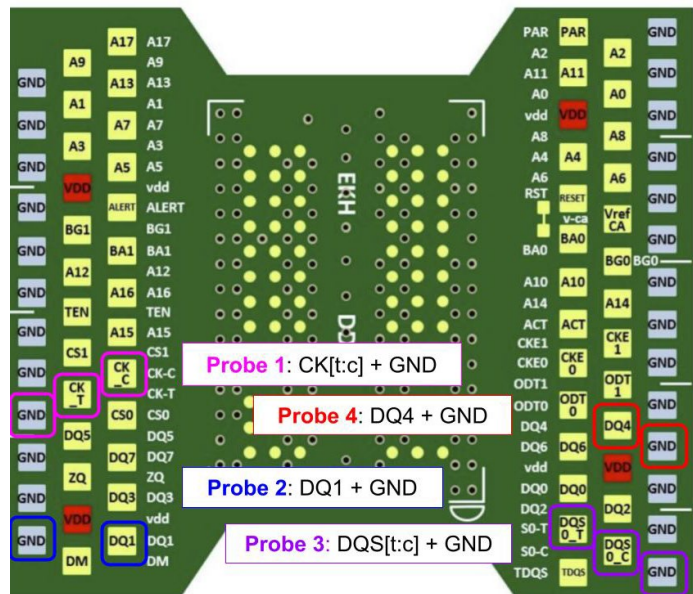 A17
A17
A9
A9
GND
A13
A13
A1
A1
GND
A7
A7
A3
A3
GND
A5
A5
VDD
vdd
GND
ALERT
ALERT
BG1
BG1
GND
BA1
BA1
A12
A12
GND
A16
A16
TEN
TEN
GND
A15
A15
CS1
CS1
GND
CK
_C
CK-C
CK
_T
CK-T
GND
CS0
CS0
DQ5
DQ5
GND
DQ7
DQ7
ZQ
ZQ
GND
DQ3
DQ3
VDD
vdd
GND
DQ1
DQ1
DM
DM
EKH
Probe 1: CK[t:c] + GND
Probe 4: DQ4 + GND
Probe 2: DQ1 + GND
Probe 3: DQS[t:c] + GND
PAR
PAR
GND
A2
A2
A11
A11
GND
A0
A0
vdd
VDD
GND
A8
A8
A4
A4
GND
A6
A6
RST
RESET
GND
v-ca
Vref
CA
BA0
BA0
GND
BG0
BG0
A10
A10
GND
A14
A14
ACT
ACT
GND
CKE1
CKE
1
CKE0
CKE
0
GND
ODT1
ODT
1
ODT0
ODT
0
GND
DQ4
DQ4
DQ6
DQ6
GND
vdd
VDD
DQ0
DQ0
GND
DQ2
DQ2
S0-T
DQS
0_T
GND
S0-C
DQS
0_C
TDQS
TDQS
GND